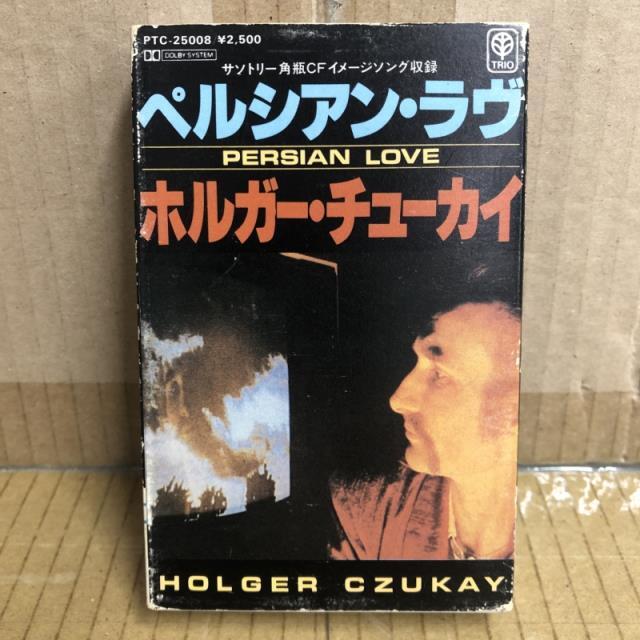 PTC-25008 ¥2,500
DOLBY SYSTEM
TRIO
サントリー角瓶CFイメージソング収録
ペルシアン・ラヴ
PERSIAN LOVE
ホルガー・チューカイ
HOLGER CZUKAY